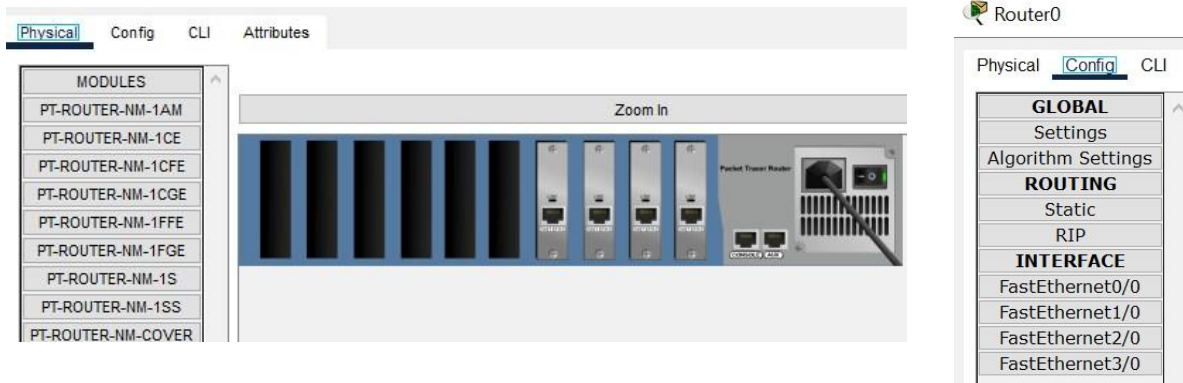 Physical Config CLI Attributes
MODULES
PT-ROUTER-NM-1AM
PT-ROUTER-NM-1CE
PT-ROUTER-NM-1CFE
PT-ROUTER-NM-1CGE
PT-ROUTER-NM-1FFE
PT-ROUTER-NM-1FGE
PT-ROUTER-NM-1S
PT-ROUTER-NM-1SS
PT-ROUTER-NM-COVER
Zoom In
Packet Tracer Router
CONSOLE AUX
Router0
Physical Config CLI
GLOBAL
Settings
Algorithm Settings
ROUTING
Static
RIP
INTERFACE
FastEthernet0/0
FastEthernet1/0
FastEthernet2/0
FastEthernet3/0